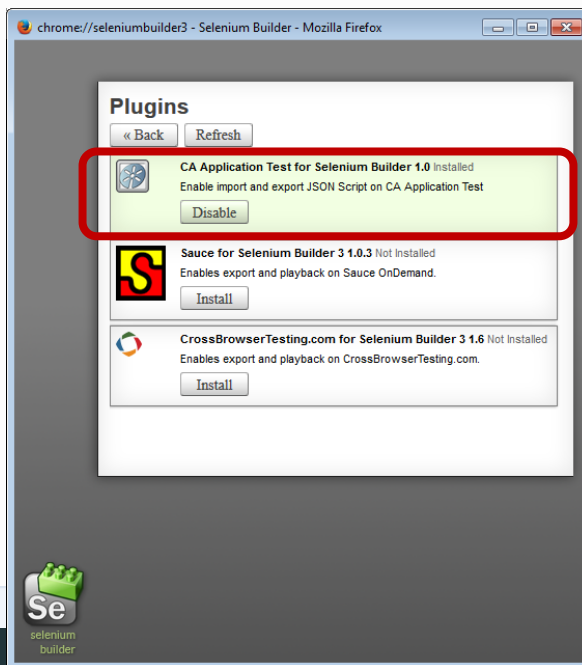 chrome://seleniumbuilder3 - Selenium Builder - Mozilla Firefox
Plugins
« Back Refresh
CA Application Test for Selenium Builder 1.0 Installed
Enable import and export JSON Script on CA Application Test
Disable
S
Sauce for Selenium Builder 3 1.0.3 Not Installed
Enables export and playback on Sauce OnDemand.
Install
CrossBrowserTesting.com for Selenium Builder 3 1.6 Not Installed
Enables export and playback on CrossBrowserTesting.com.
Install
Se
selenium
builder